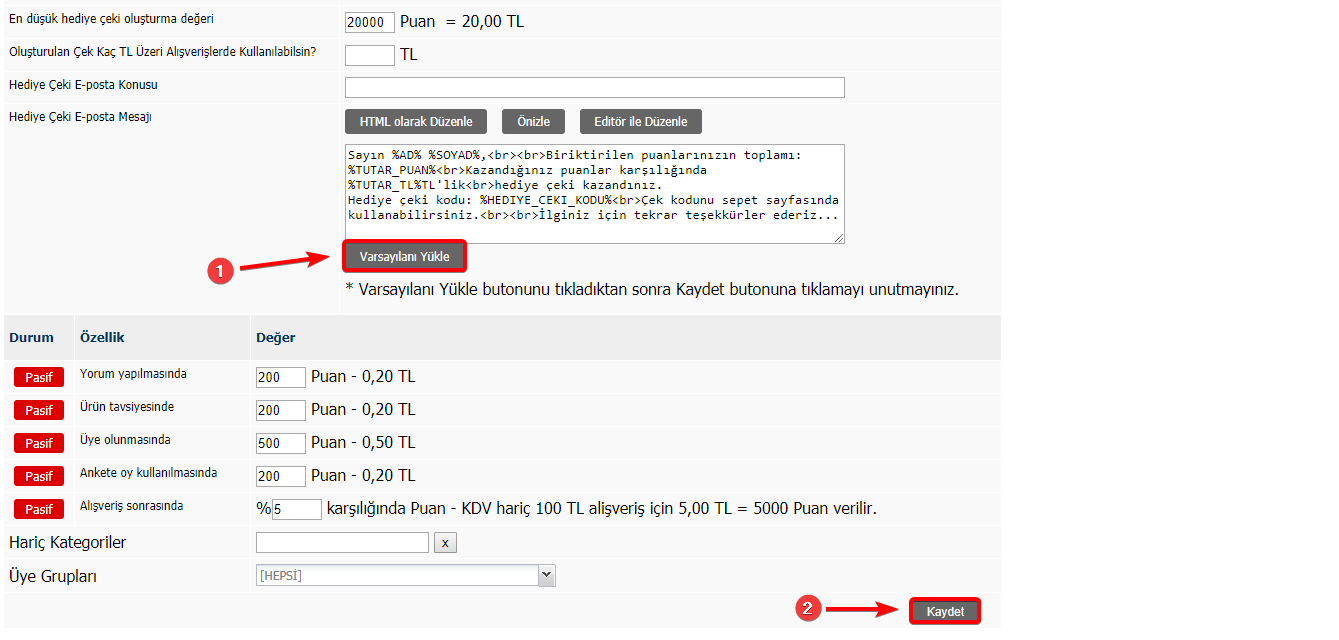 En düşük hediye çeki oluşturma değeri
20000 Puan = 20,00 TL
Oluşturulan Çek Kaç TL Üzeri Alışverişlerde Kullanılabilsin?
TL
Hediye Çeki E-posta Konusu
Hediye Çeki E-posta Mesajı
HTML olarak Düzenle Önizle Editör ile Düzenle
Sayın %AD% %SOYAD%,<br><br>Biriktirilen puanlarınızın toplamı:
%TUTAR_PUAN%<br>Kazandığınız puanlar karşılığında
%TUTAR_TL%TL'lik<br>hediye çeki kazandınız.
Hediye çeki kodu: %HEDIYE_CEKI_KODU%<br>Çek kodunu sepet sayfasında
kullanabilirsiniz.<br><br>İlginiz için tekrar teşekkürler ederiz...
1 Varsayılanı Yükle
* Varsayılanı Yükle butonunu tıkladıktan sonra Kaydet butonuna tıklamayı unutmayınız.
Durum Özellik Değer
Pasif Yorum yapılmasında 200 Puan - 0,20 TL
Pasif Ürün tavsiyesinde 200 Puan - 0,20 TL
Pasif Üye olunmasında 500 Puan - 0,50 TL
Pasif Ankete oy kullanılmasında 200 Puan - 0,20 TL
Pasif Alışveriş sonrasında %5 karşılığında Puan - KDV hariç 100 TL alışveriş için 5,00 TL = 5000 Puan verilir.
Hariç Kategoriler x
Üye Grupları [HEPSİ]
2 Kaydet